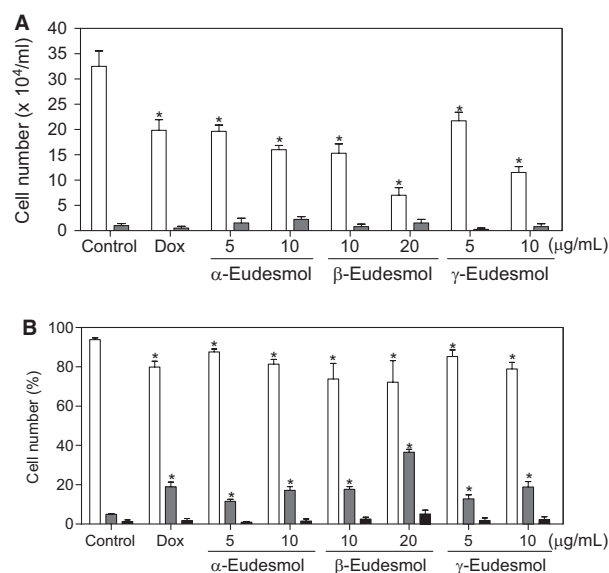 A
Cell number (x 10⁴/ml)
40
35
30
25
20
15
10
5
0
* * * * * * *
Control Dox 5 10 10 20 5 10 (μg/mL)
α-Eudesmol β-Eudesmol γ-Eudesmol
B
Cell number (%)
100
80
60
40
20
0
* * * * * * *
* * * * * * *
Control Dox 5 10 10 20 5 10 (μg/mL)
α-Eudesmol β-Eudesmol γ-Eudesmol